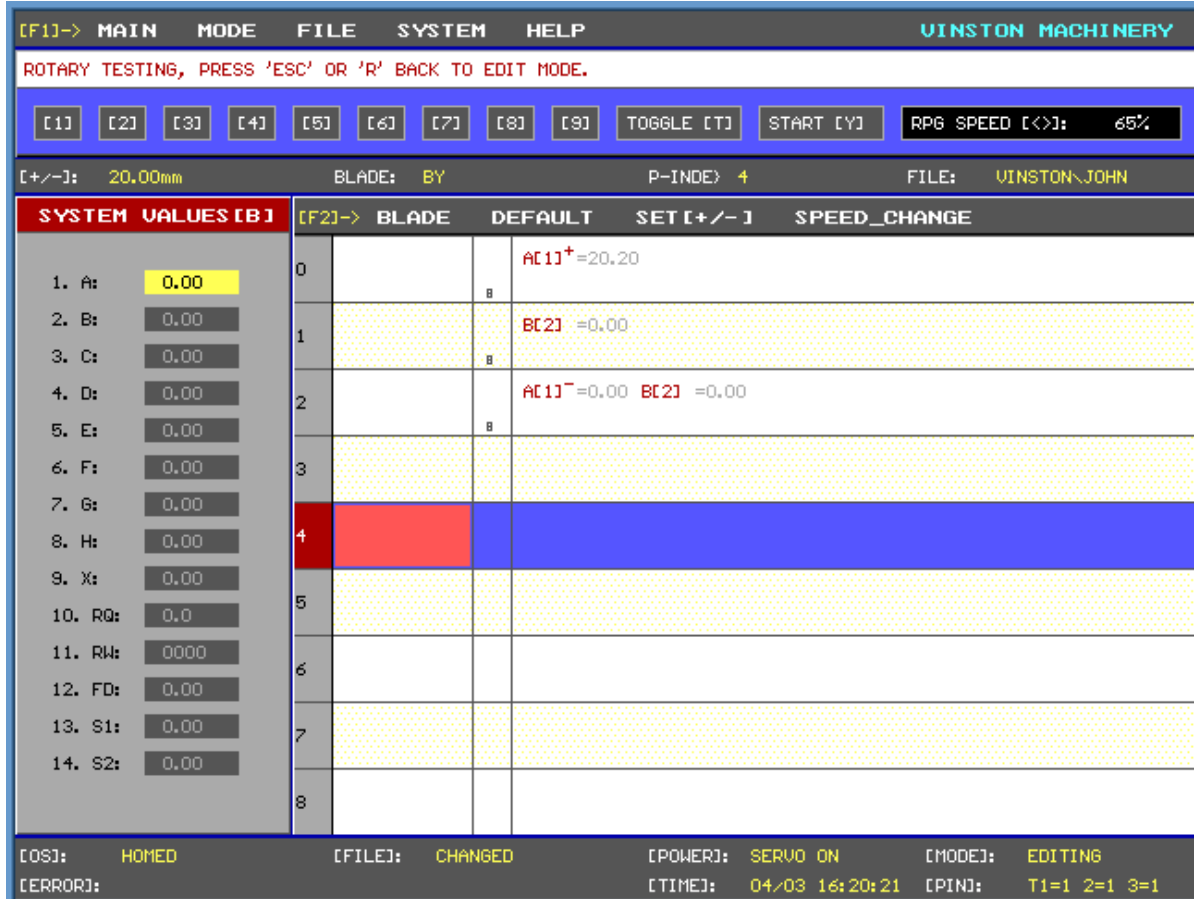 [F1]-> MAIN MODE FILE SYSTEM HELP VINSTON MACHINERY
ROTARY TESTING, PRESS 'ESC' OR 'R' BACK TO EDIT MODE.
[1] [2] [3] [4] [5] [6] [7] [8] [9] TOGGLE [T] START [Y] RPG SPEED [<>]: 65%
[+/-]: 20.00mm BLADE: BY P-INDE> 4 FILE: VINSTON\JOHN
SYSTEM VALUES[B] [F2]-> BLADE DEFAULT SET[+/-] SPEED_CHANGE
1. A: 0.00
2. B: 0.00
3. C: 0.00
4. D: 0.00
5. E: 0.00
6. F: 0.00
7. G: 0.00
8. H: 0.00
9. X: 0.00
10. RQ: 0.0
11. RW: 0000
12. FD: 0.00
13. S1: 0.00
14. S2: 0.00
0 A[1]+=20.20
1 B[2] =0.00
2 A[1]-=0.00 B[2] =0.00
3
4
5
6
7
8
[OS]: HOMED [FILE]: CHANGED [POWER]: SERVO ON [MODE]: EDITING
[ERROR]: [TIME]: 04/03 16:20:21 [PIN]: T1=1 2=1 3=1